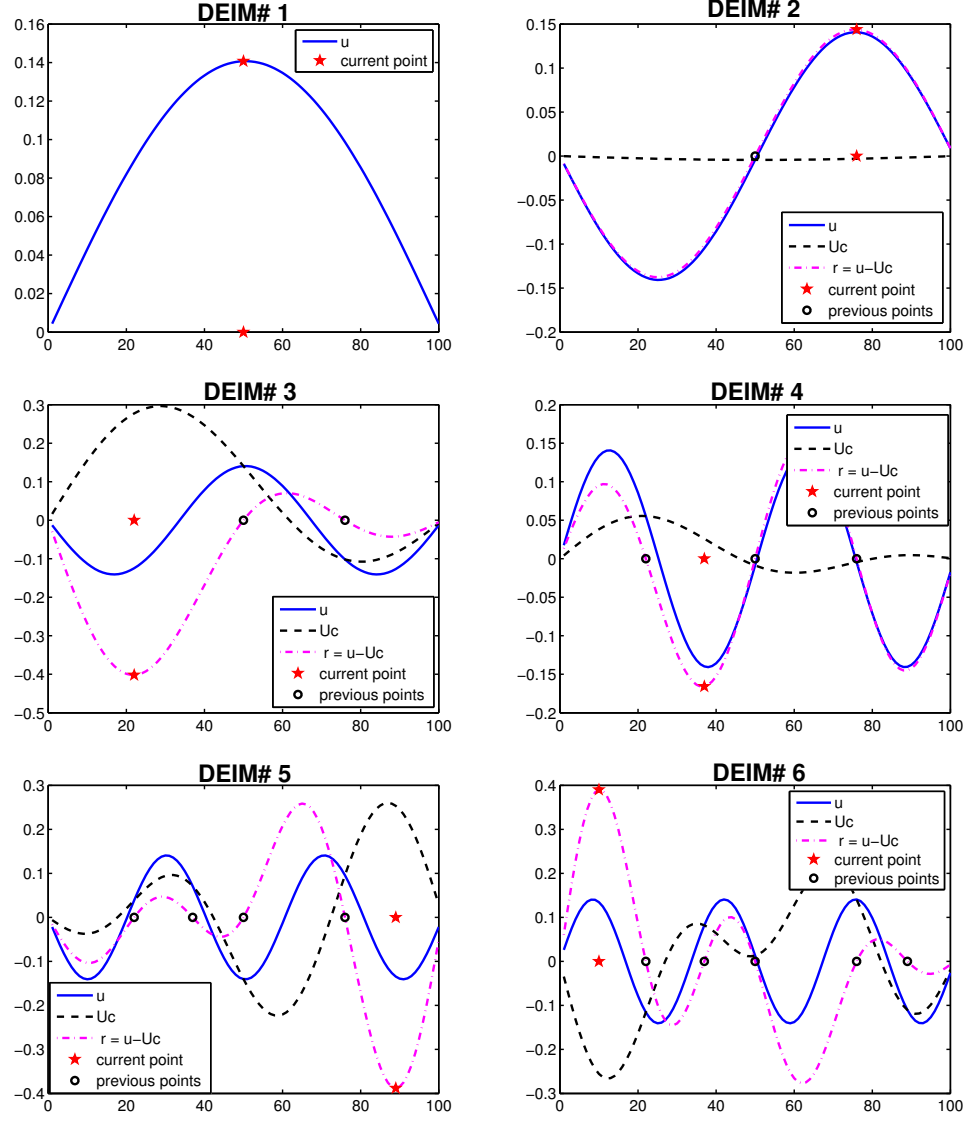 DEIM# 1
0.16
0.14
0.12
0.1
0.08
0.06
0.04
0.02
0
0 20 40 60 80 100
u
current point
DEIM# 2
0.15
0.1
0.05
0
−0.05
−0.1
−0.15
−0.2
0 20 40 60 80 100
u
Uc
r = u−Uc
current point
previous points
DEIM# 3
0.3
0.2
0.1
0
−0.1
−0.2
−0.3
−0.4
−0.5
0 20 40 60 80 100
u
Uc
r = u−Uc
current point
previous points
DEIM# 4
0.2
0.15
0.1
0.05
0
−0.05
−0.1
−0.15
−0.2
0 20 40 60 80 100
u
Uc
r = u−Uc
current point
previous points
DEIM# 5
0.3
0.2
0.1
0
−0.1
−0.2
−0.3
−0.4
0 20 40 60 80 100
u
Uc
r = u−Uc
current point
previous points
DEIM# 6
0.4
0.3
0.2
0.1
0
−0.1
−0.2
−0.3
0 20 40 60 80 100
u
Uc
r = u−Uc
current point
previous points